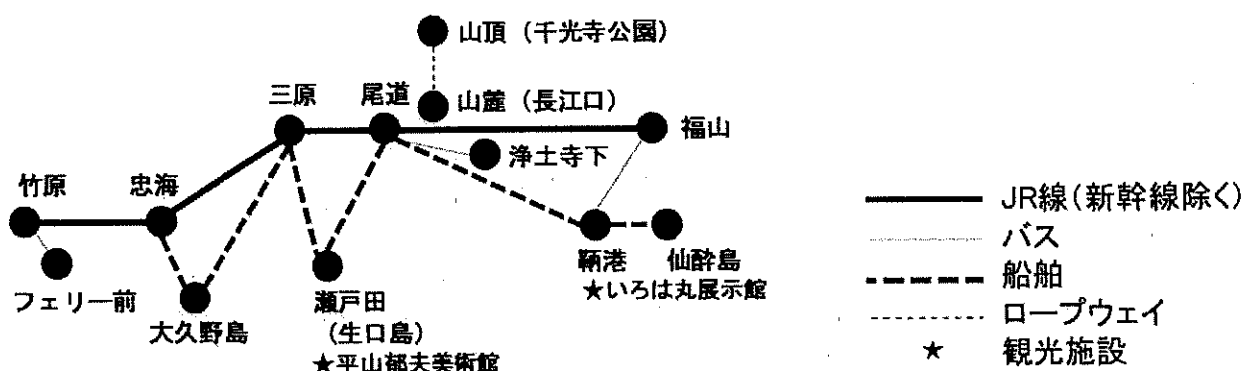 山頂（千光寺公園）
三原
尾道
山麓（長江口）
福山
浄土寺下
竹原
忠海
鞆港
仙酔島
★いろは丸展示館
フェリー前
大久野島
瀬戸田
（生口島）
★平山郁夫美術館
JR線（新幹線除く）
バス
船舶
ロープウェイ
★ 観光施設